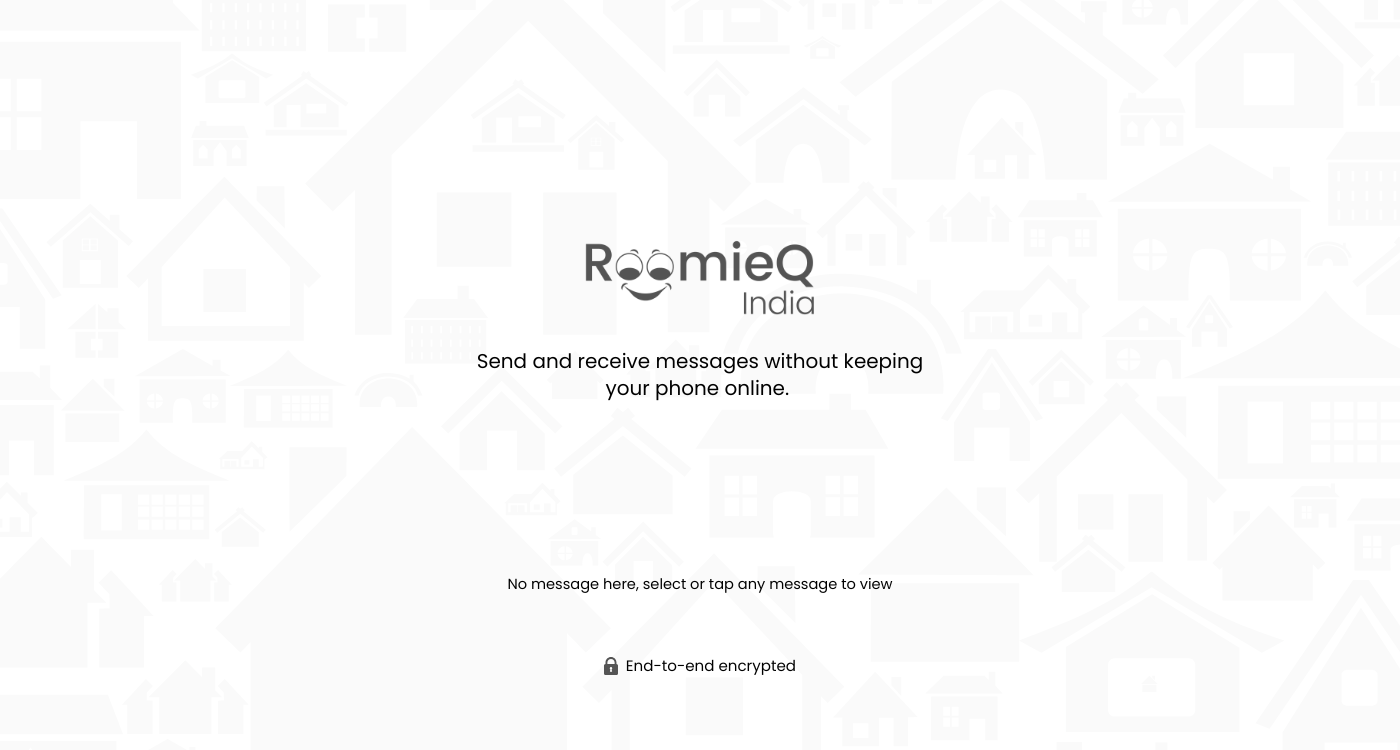 RoomieQ
India
Send and receive messages without keeping
your phone online.
No message here, select or tap any message to view
End-to-end encrypted